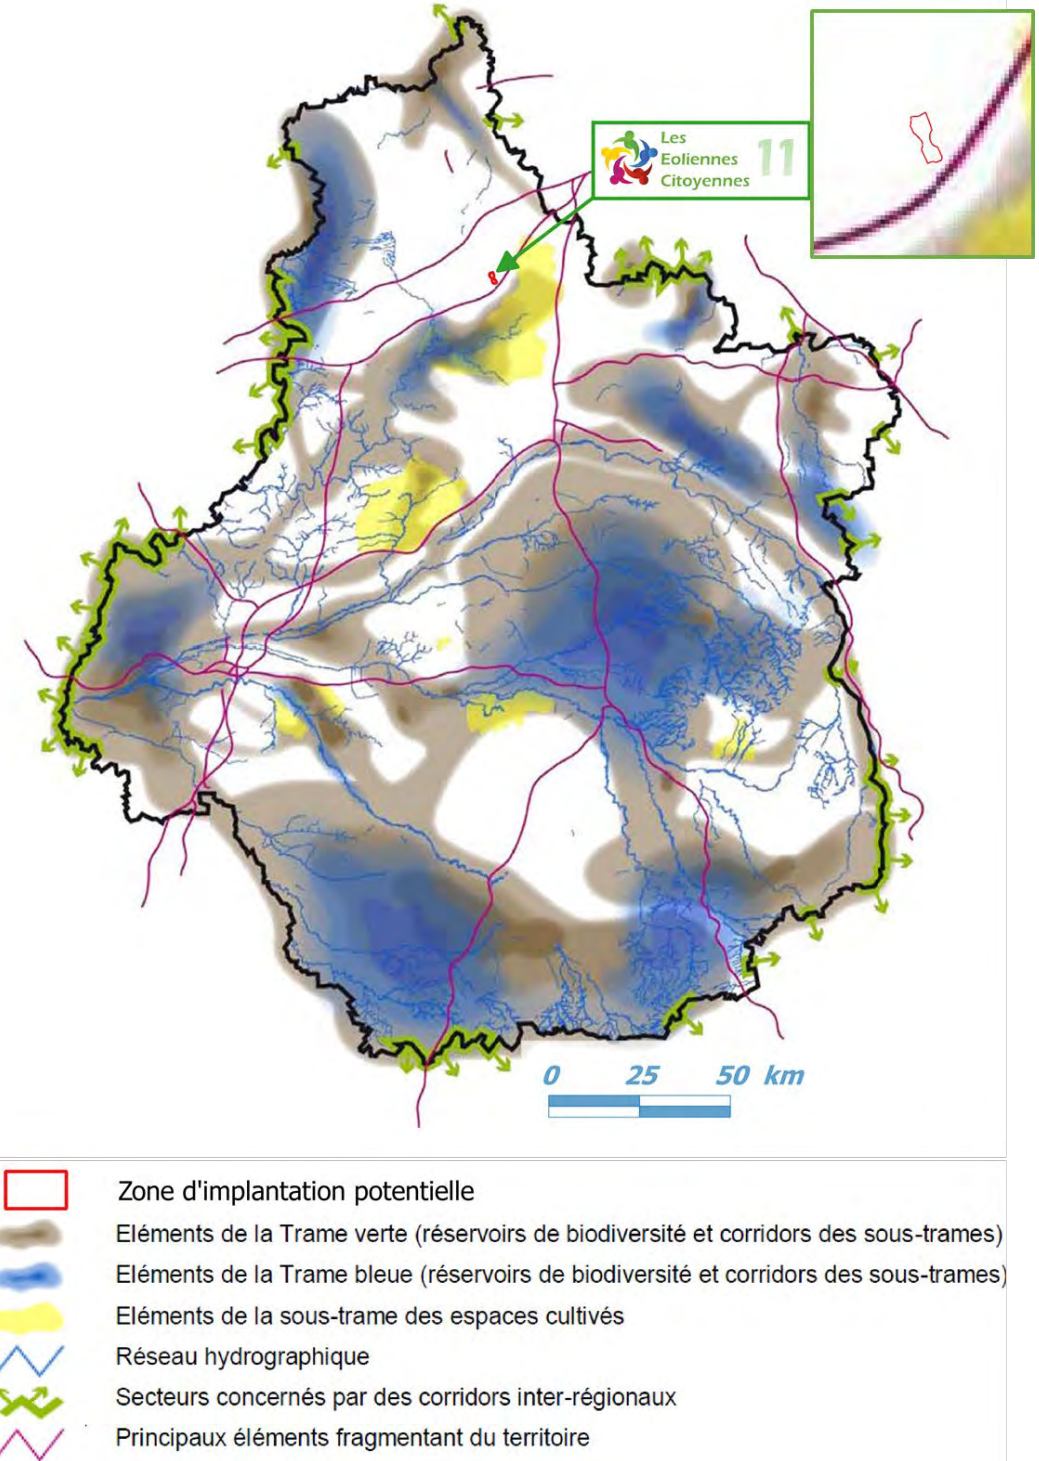 Les
Eoliennes
Citoyennes
11
0 25 50 km
Zone d'implantation potentielle
Eléments de la Trame verte (réservoirs de biodiversité et corridors des sous-trames)
Eléments de la Trame bleue (réservoirs de biodiversité et corridors des sous-trames)
Eléments de la sous-trame des espaces cultivés
Réseau hydrographique
Secteurs concernés par des corridors inter-régionaux
Principaux éléments fragmentant du territoire